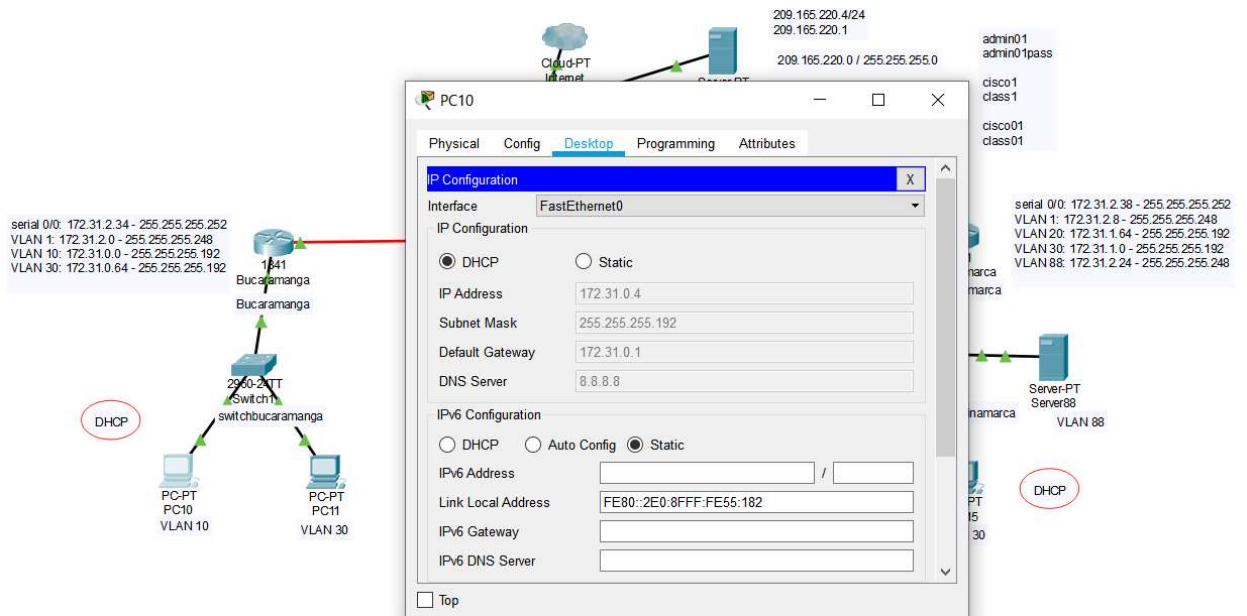 209.165.220.4/24
209.165.220.1
209.165.220.0 / 255.255.255.0
admin01
admin01pass
cisco1
class1
cisco01
class01
Cloud-PT
Internet
PC10
Physical Config Desktop Programming Attributes
IP Configuration X
Interface FastEthernet0
IP Configuration
DHCP Static
IP Address 172.31.0.4
Subnet Mask 255.255.255.192
Default Gateway 172.31.0.1
DNS Server 8.8.8.8
IPv6 Configuration
DHCP Auto Config Static
IPv6 Address /
Link Local Address FE80::2E0:8FFF:FE55:182
IPv6 Gateway
IPv6 DNS Server
Top
serial 0/0: 172.31.2.34 - 255.255.255.252
VLAN 1: 172.31.2.0 - 255.255.255.248
VLAN 10: 172.31.0.0 - 255.255.255.192
VLAN 30: 172.31.0.64 - 255.255.255.192
1841
Bucaramanga
Bucaramanga
2960-24TT
Switch1
switchbucaramanga
DHCP
PC-PT
PC10
VLAN 10
PC-PT
PC11
VLAN 30
serial 0/0: 172.31.2.38 - 255.255.255.252
VLAN 1: 172.31.2.8 - 255.255.255.248
VLAN 20: 172.31.1.64 - 255.255.255.192
VLAN 30: 172.31.1.0 - 255.255.255.192
VLAN 88: 172.31.2.24 - 255.255.255.248
marca
marca
Server-PT
Server88
VLAN 88
inamarca
DHCP
PT
30